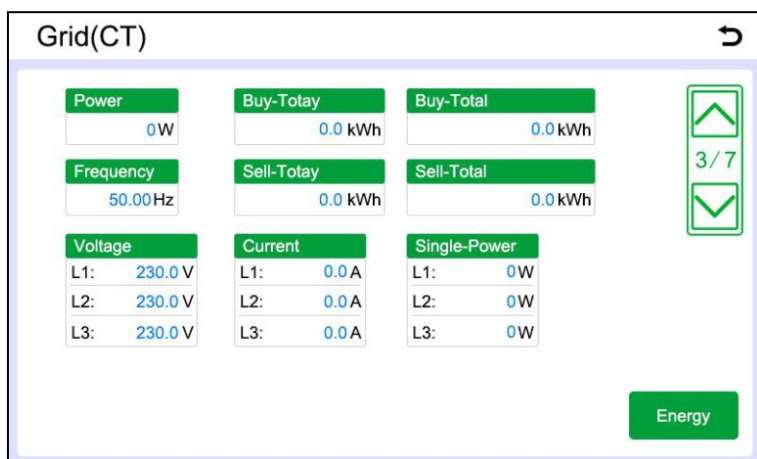 Grid(CT)
Power Buy-Totay Buy-Total
0W 0.0 kWh 0.0 kWh
3/7
Frequency Sell-Totay Sell-Total
50.00Hz 0.0 kWh 0.0 kWh
Voltage Current Single-Power
L1: 230.0 V L1: 0.0 A L1: 0W
L2: 230.0 V L2: 0.0 A L2: 0W
L3: 230.0 V L3: 0.0 A L3: 0W
Energy